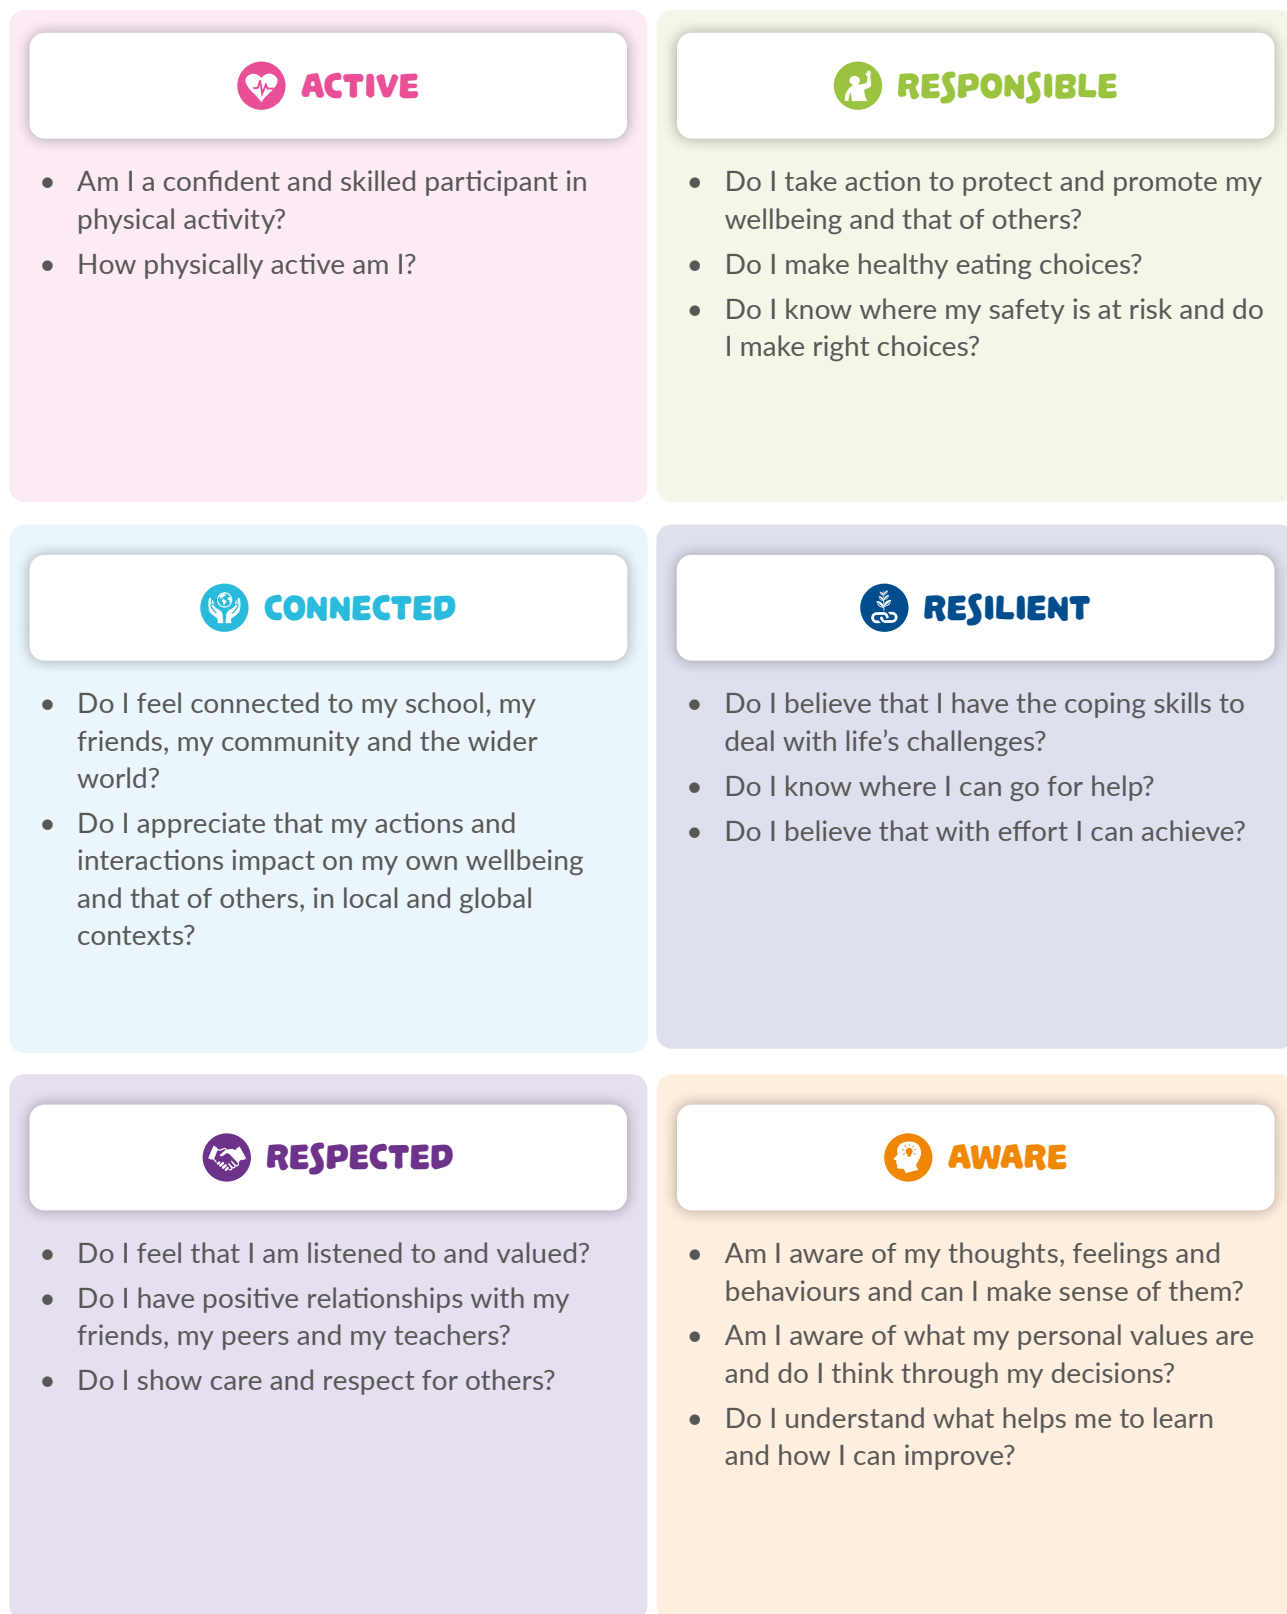 ACTIVE
• Am I a confident and skilled participant in
physical activity?
• How physically active am I?
RESPONSIBLE
• Do I take action to protect and promote my
wellbeing and that of others?
• Do I make healthy eating choices?
• Do I know where my safety is at risk and do
I make right choices?
CONNECTED
• Do I feel connected to my school, my
friends, my community and the wider
world?
• Do I appreciate that my actions and
interactions impact on my own wellbeing
and that of others, in local and global
contexts?
RESILIENT
• Do I believe that I have the coping skills to
deal with life’s challenges?
• Do I know where I can go for help?
• Do I believe that with effort I can achieve?
RESPECTED
• Do I feel that I am listened to and valued?
• Do I have positive relationships with my
friends, my peers and my teachers?
• Do I show care and respect for others?
AWARE
• Am I aware of my thoughts, feelings and
behaviours and can I make sense of them?
• Am I aware of what my personal values are
and do I think through my decisions?
• Do I understand what helps me to learn
and how I can improve?